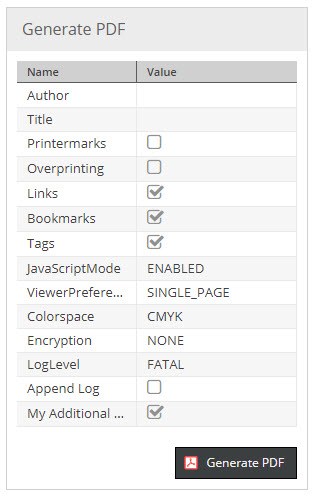 Generate PDF
Name Value
Author
Title
Printermarks
Overprinting
Links
Bookmarks
Tags
JavaScriptMode ENABLED
ViewerPrefere... SINGLE_PAGE
Colorspace CMYK
Encryption NONE
LogLevel FATAL
Append Log
My Additional ...
Generate PDF